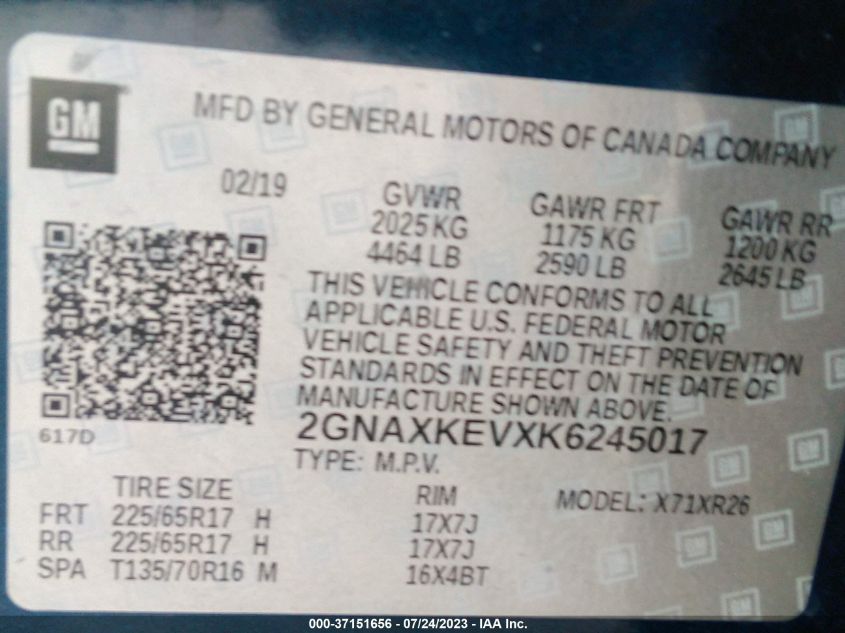 GM
MFD BY GENERAL MOTORS OF CANADA COMPANY
02/19
GVWR
2025 KG
4464 LB
GAWR FRT
1175 KG
2590 LB
GAWR RR
1200 KG
2645 LB
THIS VEHICLE CONFORMS TO ALL
APPLICABLE U.S. FEDERAL MOTOR
VEHICLE SAFETY AND THEFT PREVENTION
STANDARDS IN EFFECT ON THE DATE OF
MANUFACTURE SHOWN ABOVE.
617D
2GNAXKEVXK6245017
TYPE: M.P.V.
MODEL: X71XR26
TIRE SIZE RIM
FRT 225/65R17 H 17X7J
RR 225/65R17 H 17X7J
SPA T135/70R16 M 16X4BT
000-37151656 - 07/24/2023 - IAA Inc.